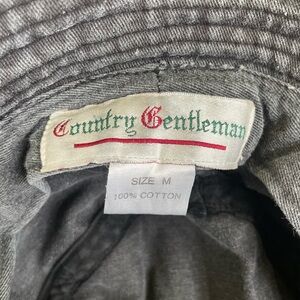 Country Gentleman
SIZE M
100% COTTON